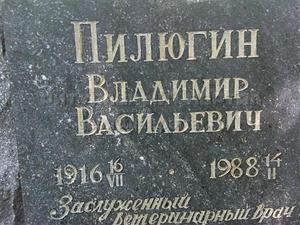 ПИЛЮГИН
ВЛАДИМИР
ВАСИЛЬЕВИЧ
1916 16/VII · 1988 14/II
Заслуженный
ветеринарный врач